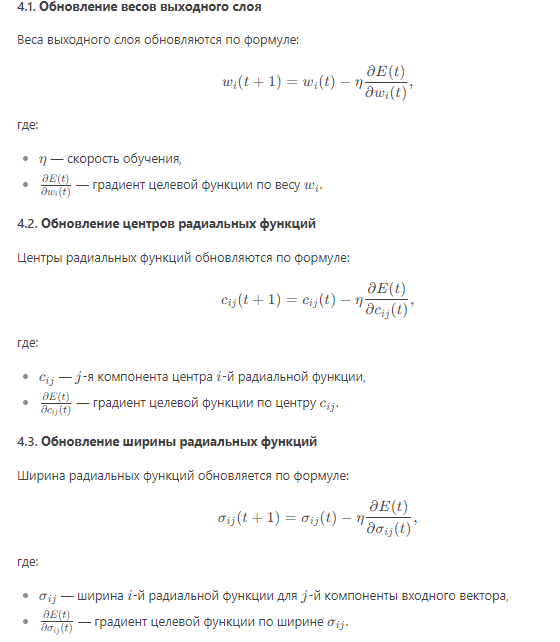 4.1. Обновление весов выходного слоя
Веса выходного слоя обновляются по формуле:
$w_i(t+1) = w_i(t) - \eta \frac{\partial E(t)}{\partial w_i(t)},$
где:
• $\eta$ — скорость обучения,
• $\frac{\partial E(t)}{\partial w_i(t)}$ — градиент целевой функции по весу $w_i$.
4.2. Обновление центров радиальных функций
Центры радиальных функций обновляются по формуле:
$c_{ij}(t+1) = c_{ij}(t) - \eta \frac{\partial E(t)}{\partial c_{ij}(t)},$
где:
• $c_{ij}$ — $j$-я компонента центра $i$-й радиальной функции,
• $\frac{\partial E(t)}{\partial c_{ij}(t)}$ — градиент целевой функции по центру $c_{ij}$.
4.3. Обновление ширины радиальных функций
Ширина радиальных функций обновляется по формуле:
$\sigma_{ij}(t+1) = \sigma_{ij}(t) - \eta \frac{\partial E(t)}{\partial \sigma_{ij}(t)},$
где:
• $\sigma_{ij}$ — ширина $i$-й радиальной функции для $j$-й компоненты входного вектора,
• $\frac{\partial E(t)}{\partial \sigma_{ij}(t)}$ — градиент целевой функции по ширине $\sigma_{ij}$.